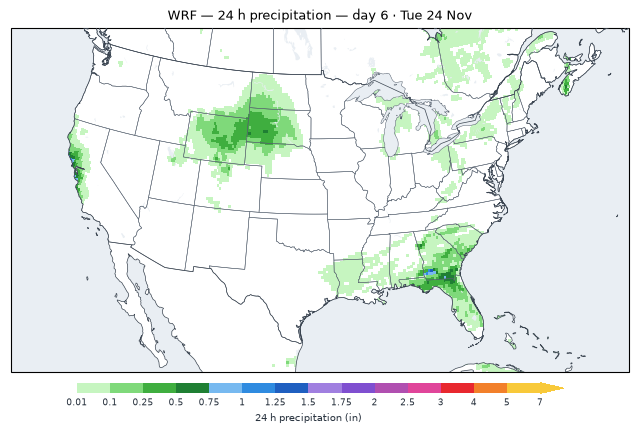 WRF — 24 h precipitation — day 6 · Tue 24 Nov
0.01 0.1 0.25 0.5 0.75 1 1.25 1.5 1.75 2 2.5 3 4 5 7
24 h precipitation (in)